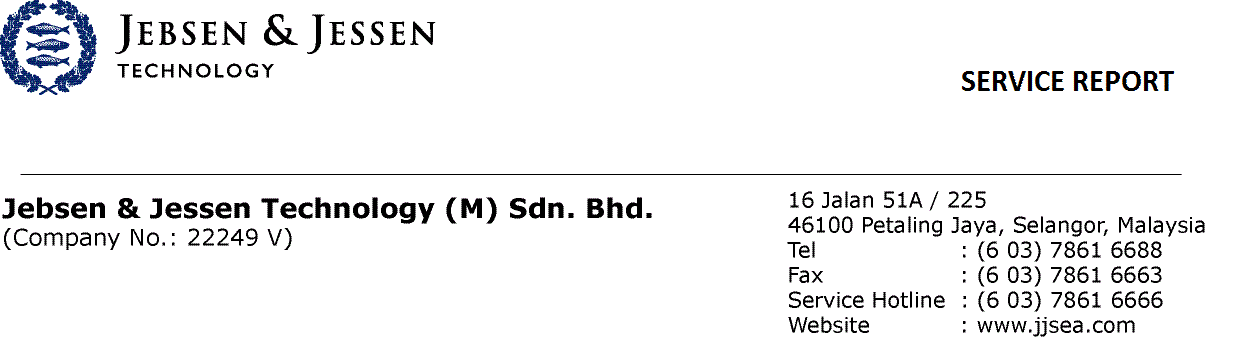 JEBSEN & JESSEN
TECHNOLOGY
SERVICE REPORT
Jebsen & Jessen Technology (M) Sdn. Bhd.
(Company No.: 22249 V)
16 Jalan 51A / 225
46100 Petaling Jaya, Selangor, Malaysia
Tel : (6 03) 7861 6688
Fax : (6 03) 7861 6663
Service Hotline : (6 03) 7861 6666
Website : www.jjsea.com